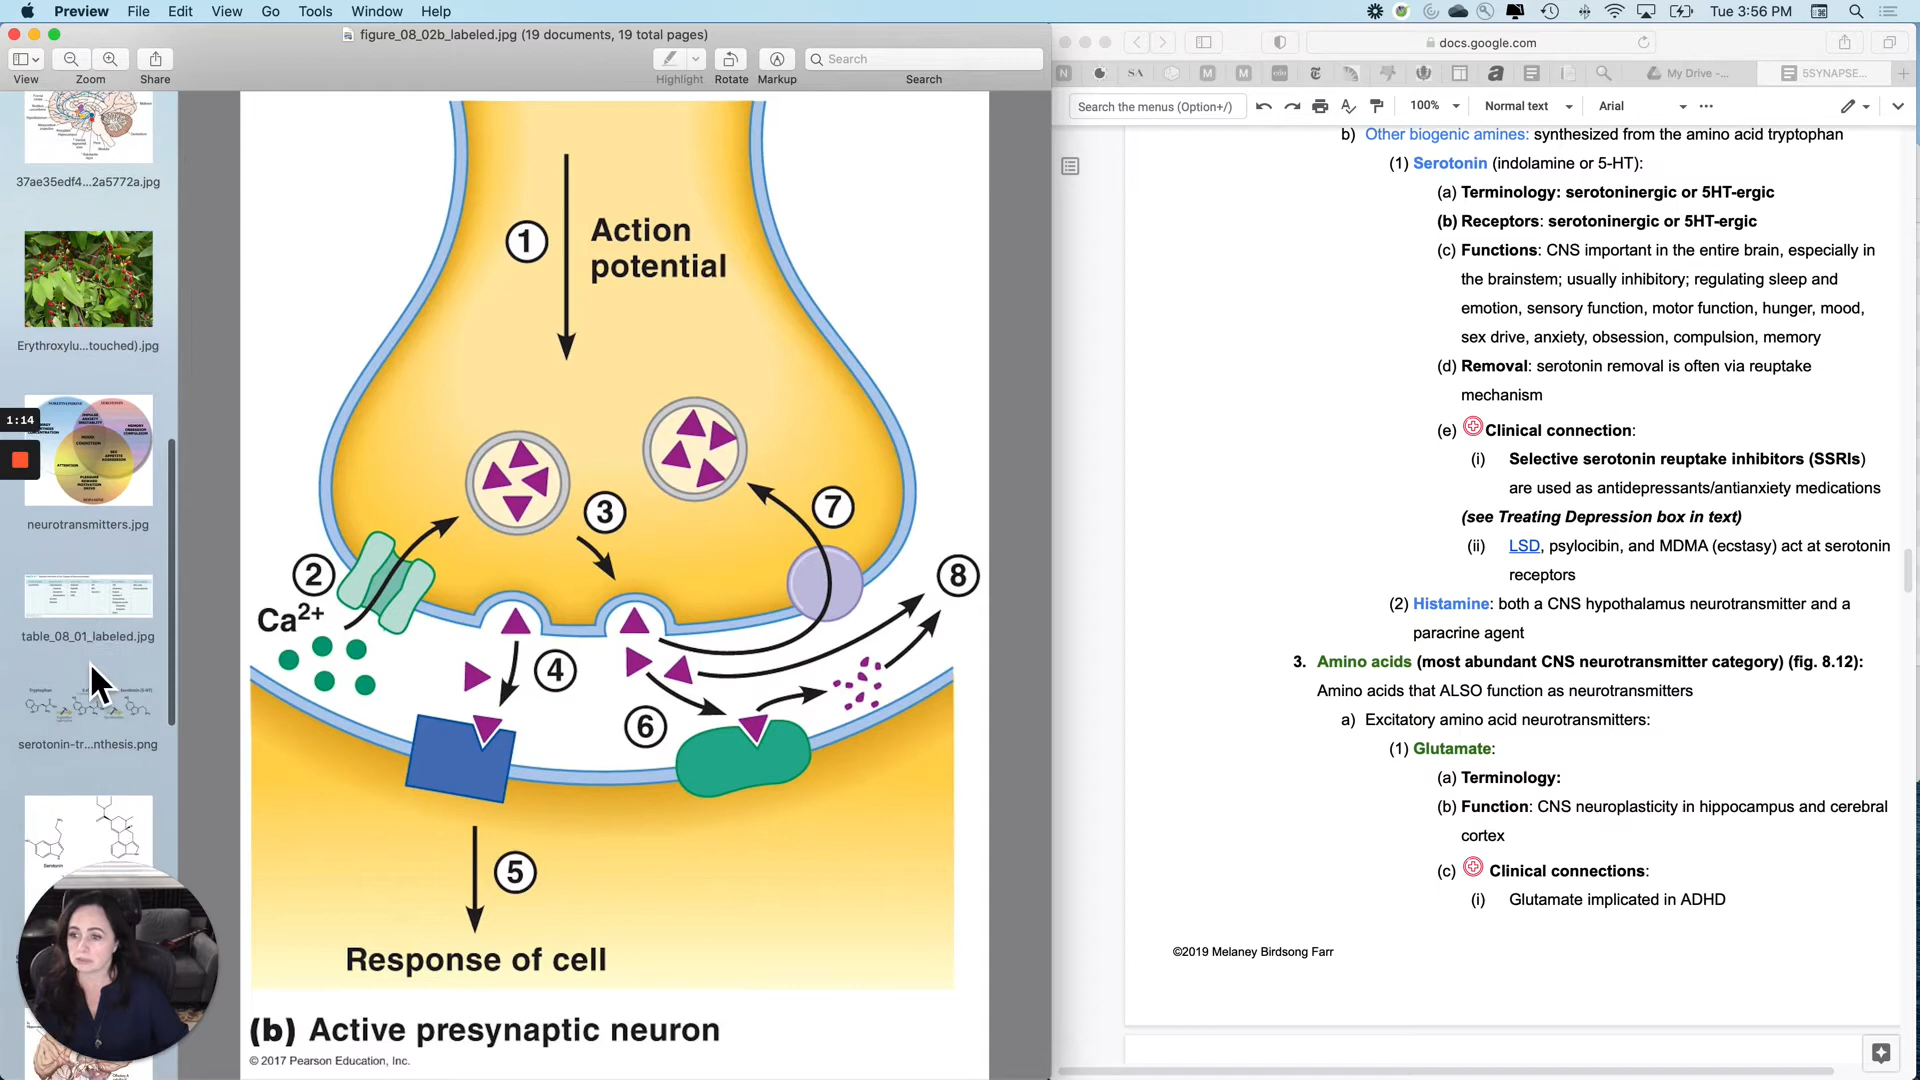 Preview File Edit View Go Tools Window Help
Tue 3:56 PM
figure_08_02b_labeled.jpg (19 documents, 19 total pages)
View
Zoom
Share
Highlight
Rotate
Markup
Search
Search
37ae35edf4...2a5772a.jpg
Erythroxylu...touched).jpg
1:14
neurotransmitters.jpg
table_08_01_labeled.jpg
serotonin-tr...nthesis.png
1
Action
potential
2
Ca2+
3
4
5
6
7
8
Response of cell
(b) Active presynaptic neuron
© 2017 Pearson Education, Inc.
docs.google.com
My Drive -...
5SYNAPSE...
Search the menus (Option+/)
100%
Normal text
Arial
b) Other biogenic amines: synthesized from the amino acid tryptophan
(1) Serotonin (indolamine or 5-HT):
(a) Terminology: serotoninergic or 5HT-ergic
(b) Receptors: serotoninergic or 5HT-ergic
(c) Functions: CNS important in the entire brain, especially in
the brainstem; usually inhibitory; regulating sleep and
emotion, sensory function, motor function, hunger, mood,
sex drive, anxiety, obsession, compulsion, memory
(d) Removal: serotonin removal is often via reuptake
mechanism
(e) Clinical connection:
(i) Selective serotonin reuptake inhibitors (SSRIs)
are used as antidepressants/antianxiety medications
(see Treating Depression box in text)
(ii) LSD, psylocibin, and MDMA (ecstasy) act at serotonin
receptors
(2) Histamine: both a CNS hypothalamus neurotransmitter and a
paracrine agent
3. Amino acids (most abundant CNS neurotransmitter category) (fig. 8.12):
Amino acids that ALSO function as neurotransmitters
a) Excitatory amino acid neurotransmitters:
(1) Glutamate:
(a) Terminology:
(b) Function: CNS neuroplasticity in hippocampus and cerebral
cortex
(c) Clinical connections:
(i) Glutamate implicated in ADHD
©2019 Melaney Birdsong Farr